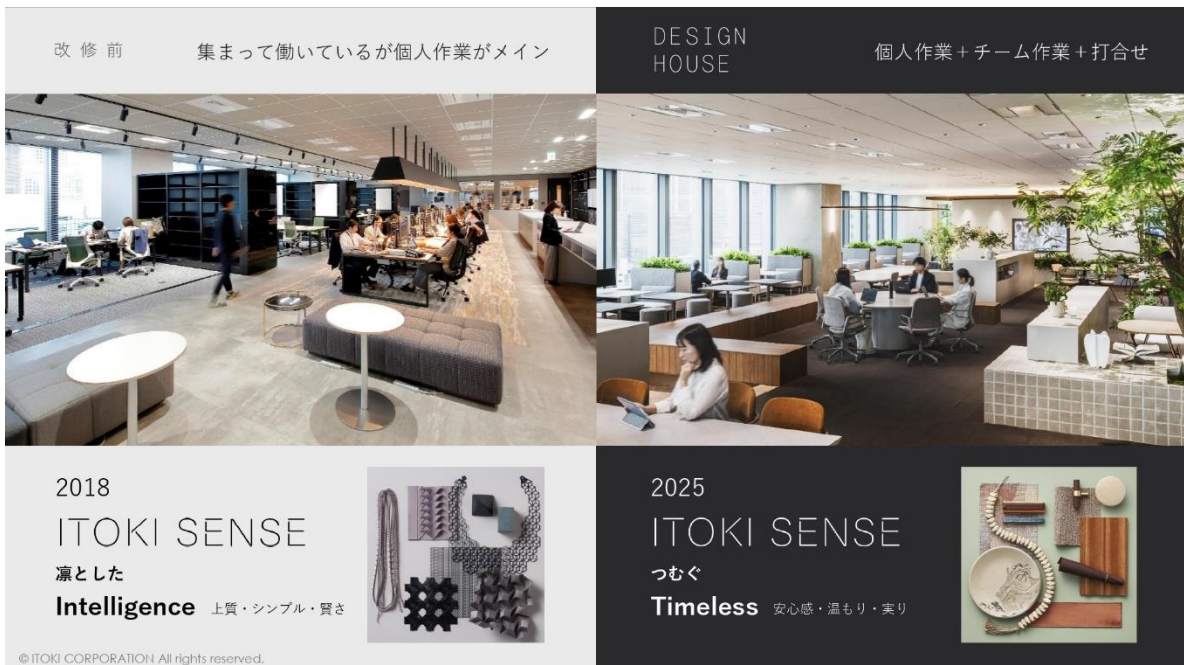 改修前
集まって働いているが個人作業がメイン
2018
ITOKI SENSE
凛とした
Intelligence 上質・シンプル・賢さ
© ITOKI CORPORATION All rights reserved.
DESIGN
HOUSE
個人作業＋チーム作業＋打合せ
2025
ITOKI SENSE
つむぐ
Timeless 安心感・温もり・実り